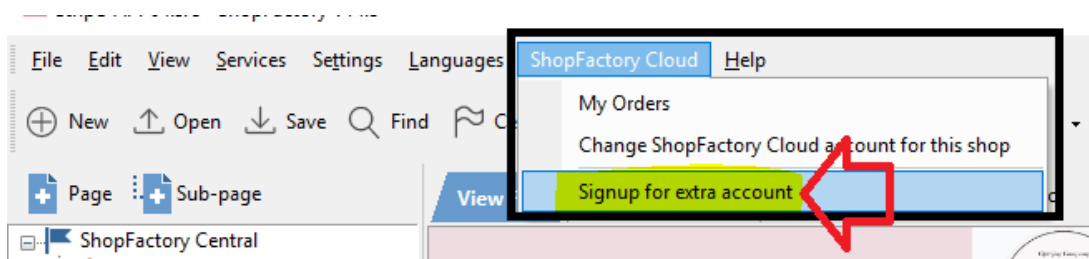 File Edit View Services Settings Languages ShopFactory Cloud Help
New Open Save Find
My Orders
Change ShopFactory Cloud account for this shop
Page Sub-page View
Signup for extra account
ShopFactory Central